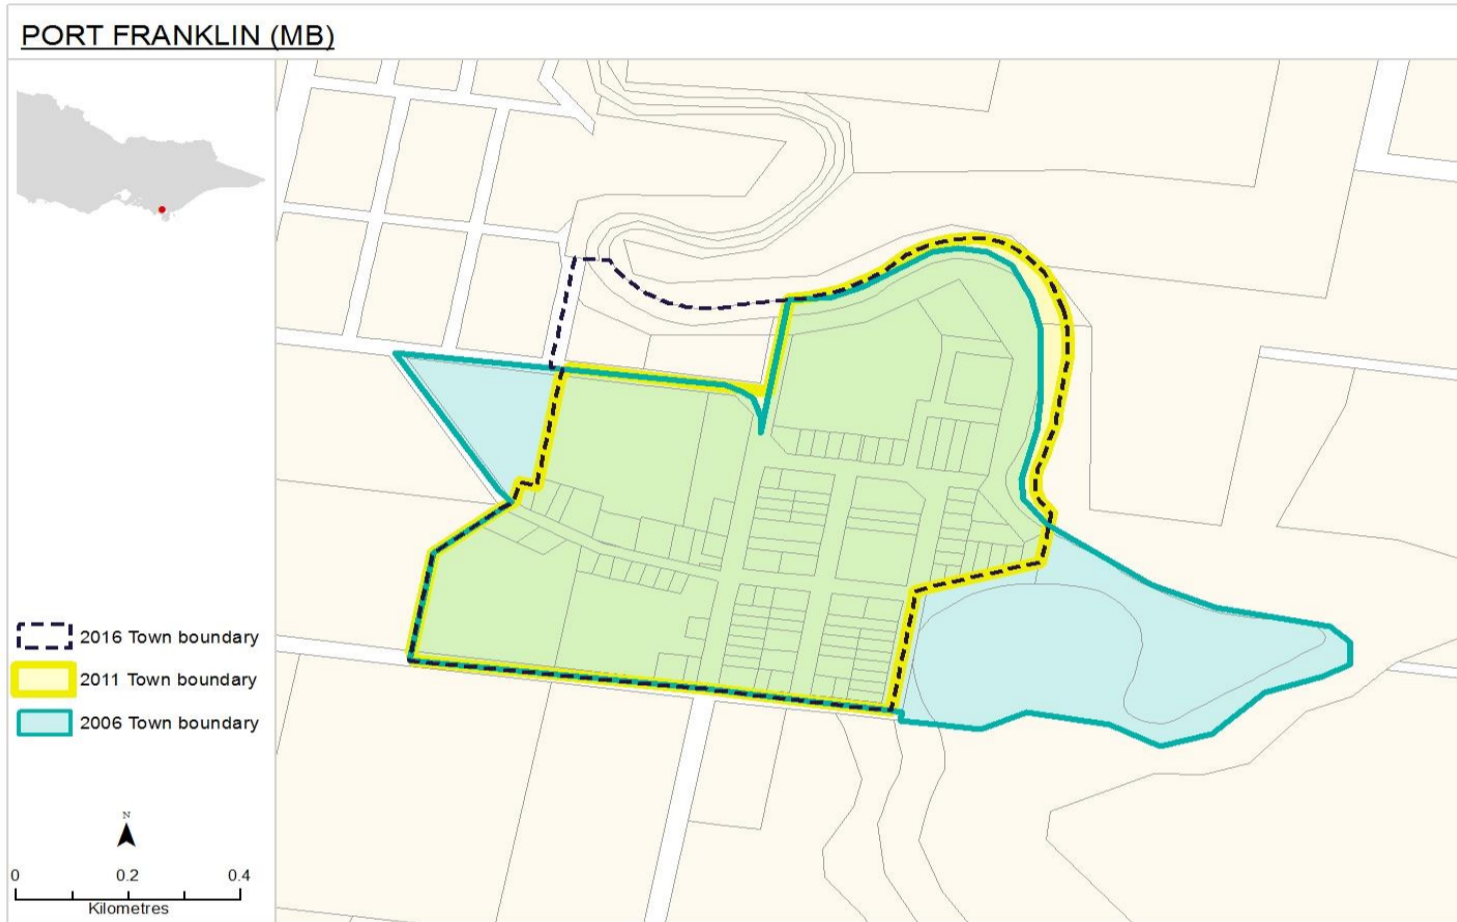 PORT FRANKLIN (MB)
2016 Town boundary
2011 Town boundary
2006 Town boundary
N
0 0.2 0.4
Kilometres